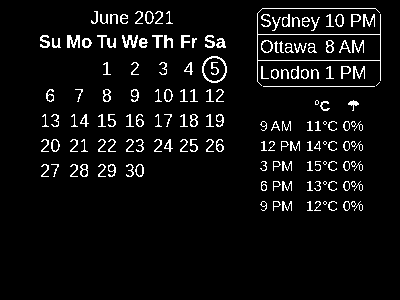 June 2021
Su Mo Tu We Th Fr Sa
1 2 3 4 5
6 7 8 9 10 11 12
13 14 15 16 17 18 19
20 21 22 23 24 25 26
27 28 29 30
Sydney 10 PM
Ottawa 8 AM
London 1 PM
°C
9 AM 11°C 0%
12 PM 14°C 0%
3 PM 15°C 0%
6 PM 13°C 0%
9 PM 12°C 0%